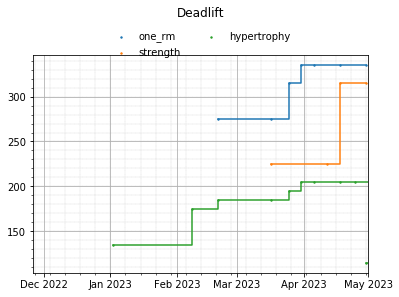 Deadlift
one_rm hypertrophy
strength
300
250
200
150
Dec 2022 Jan 2023 Feb 2023 Mar 2023 Apr 2023 May 2023